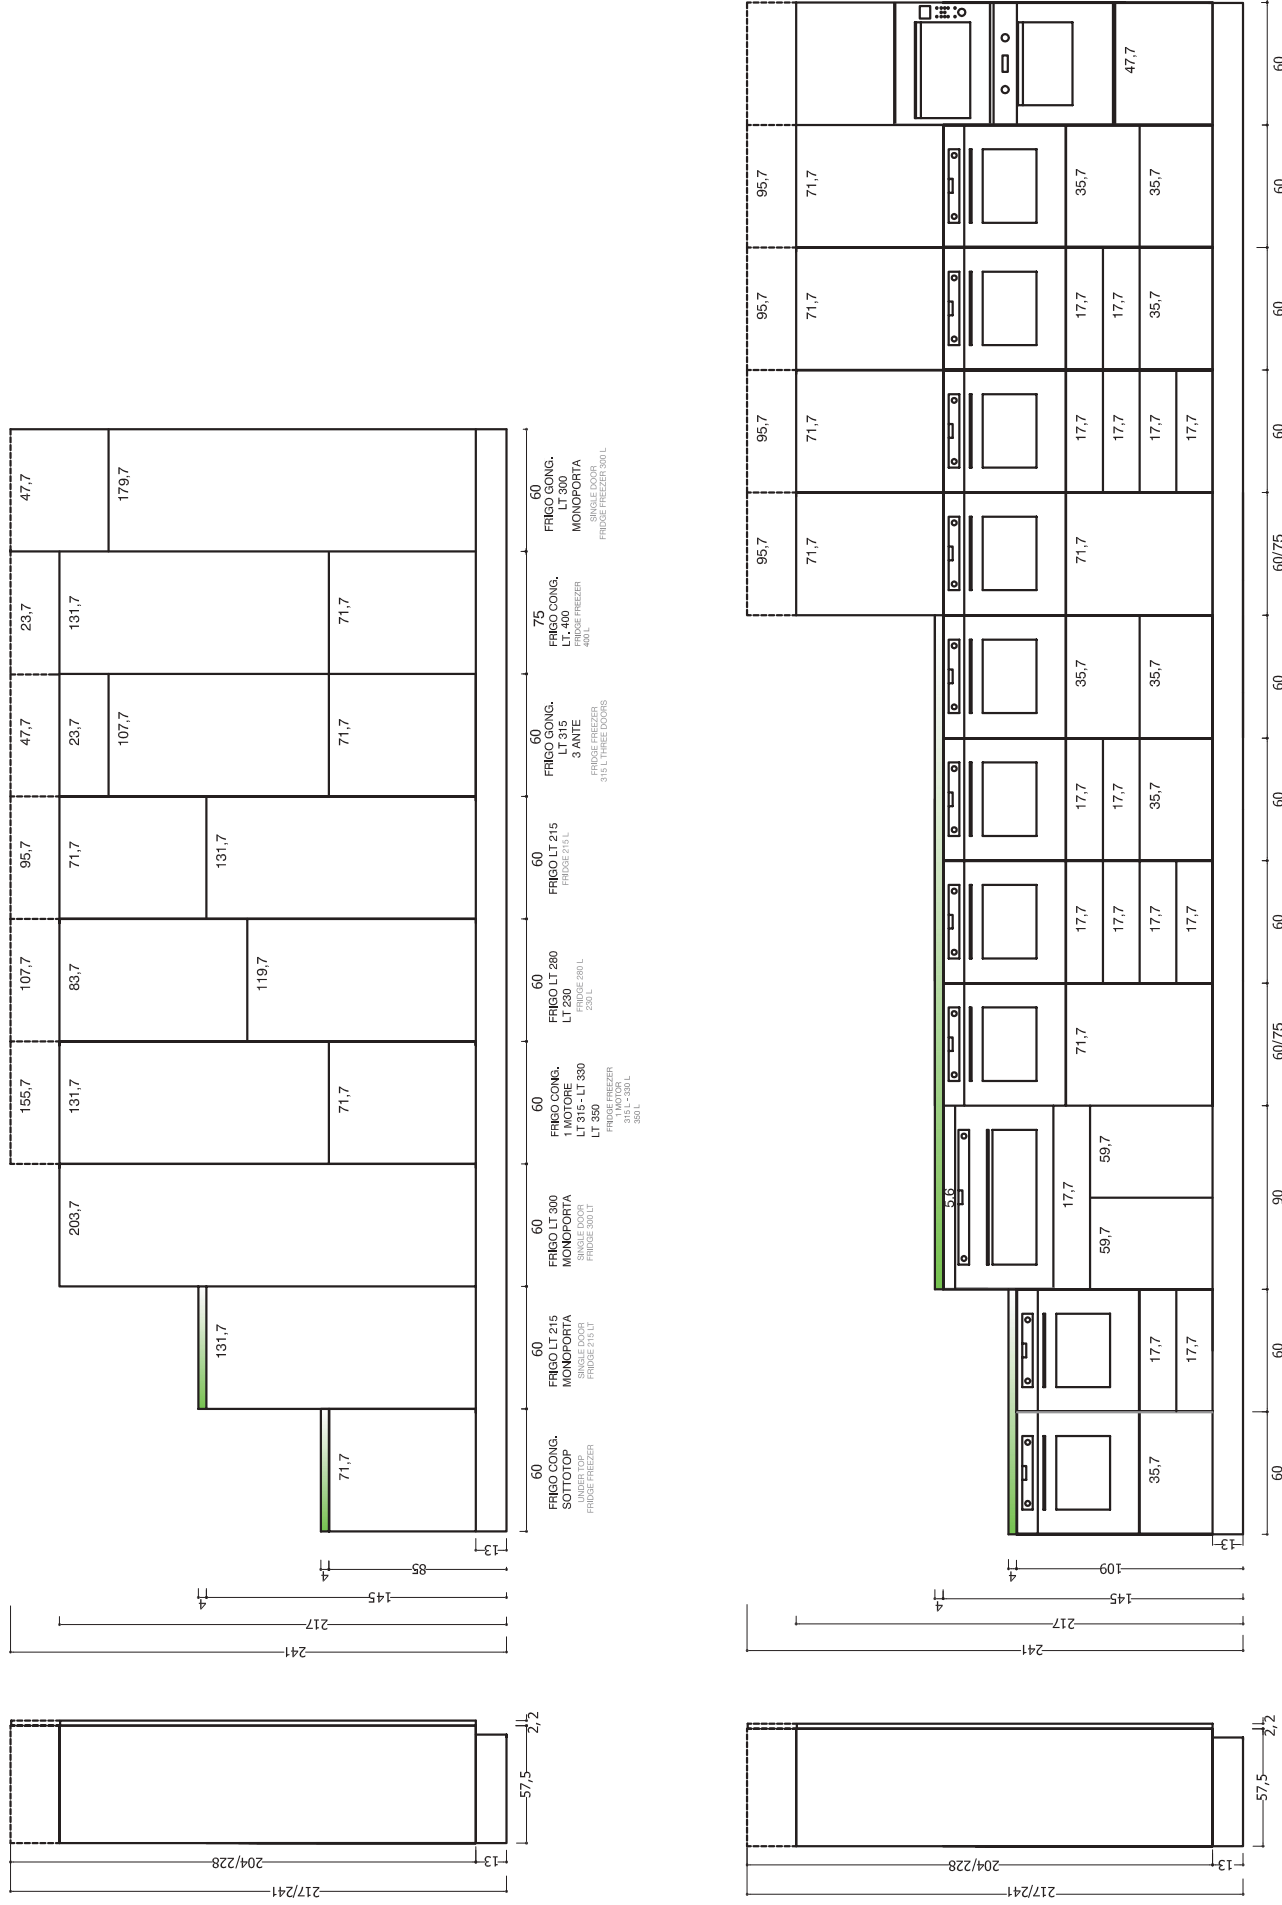 217/241
204/228
13
57,5
2,2
241
217
145
4
85
4
13
155,7
107,7
95,7
47,7
23,7
47,7
203,7
131,7
83,7
71,7
23,7
131,7
179,7
107,7
131,7
119,7
131,7
71,7
71,7
71,7
71,7
60
FRIGO CONG.
SOTTOTOP
UNDER TOP
FRIDGE FREEZER
60
FRIGO LT 215
MONOPORTA
SINGLE DOOR
FRIDGE 215 LT
60
FRIGO LT 300
MONOPORTA
SINGLE DOOR
FRIDGE 300 LT
60
FRIGO CONG.
1 MOTORE
LT 315 - LT 330
LT 350
FRIDGE FREEZER
1 MOTOR
315 L - 330 L
350 L
60
FRIGO LT 280
LT 230
FRIDGE 280 L
230 L
60
FRIGO LT 215
FRIDGE 215 L
60
FRIGO GONG.
LT 315
3 ANTE
FRIDGE FREEZER
315 L THREE DOORS
75
FRIGO CONG.
LT. 400
FRIDGE FREEZER
400 L
60
FRIGO GONG.
LT 300
MONOPORTA
SINGLE DOOR
FRIDGE FREEZER 300 L
217/241
204/228
13
57,5
2,2
241
217
145
4
109
4
13
95,7
95,7
95,7
95,7
71,7
71,7
71,7
71,7
5,6
35,7
17,7
17,7
17,7
59,7
59,7
71,7
17,7
17,7
17,7
17,7
17,7
17,7
35,7
35,7
35,7
71,7
17,7
17,7
17,7
17,7
17,7
17,7
35,7
35,7
35,7
47,7
60
60
90
60/75
60
60
60
60/75
60
60
60
60